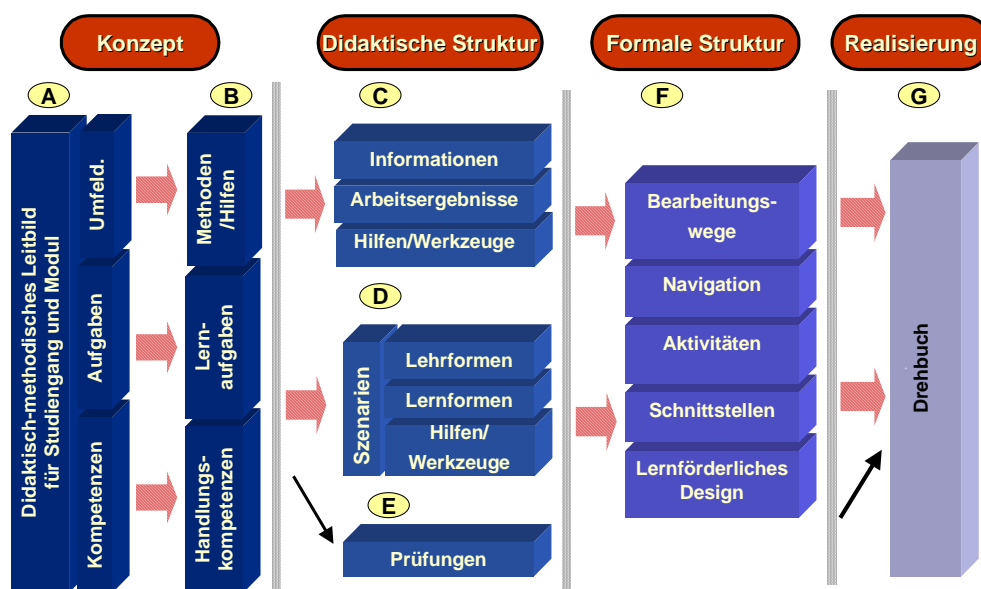 Konzept
Didaktische Struktur
Formale Struktur
Realisierung
A
B
C
F
G
Didaktisch-methodisches Leitbild
für Studiengang und Modul
Umfeld.
Aufgaben
Kompetenzen
Methoden
/Hilfen
Lern-
aufgaben
Handlungs-
kompetenzen
Informationen
Arbeitsergebnisse
Hilfen/Werkzeuge
D
Szenarien
Lehrformen
Lernformen
Hilfen/
Werkzeuge
E
Prüfungen
Bearbeitungs-
wege
Navigation
Aktivitäten
Schnittstellen
Lernförderliches
Design
Drehbuch